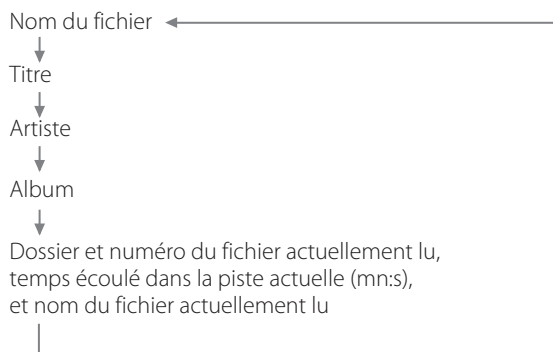 Nom du fichier
Titre
Artiste
Album
Dossier et numéro du fichier actuellement lu,
temps écoulé dans la piste actuelle (mn:s),
et nom du fichier actuellement lu